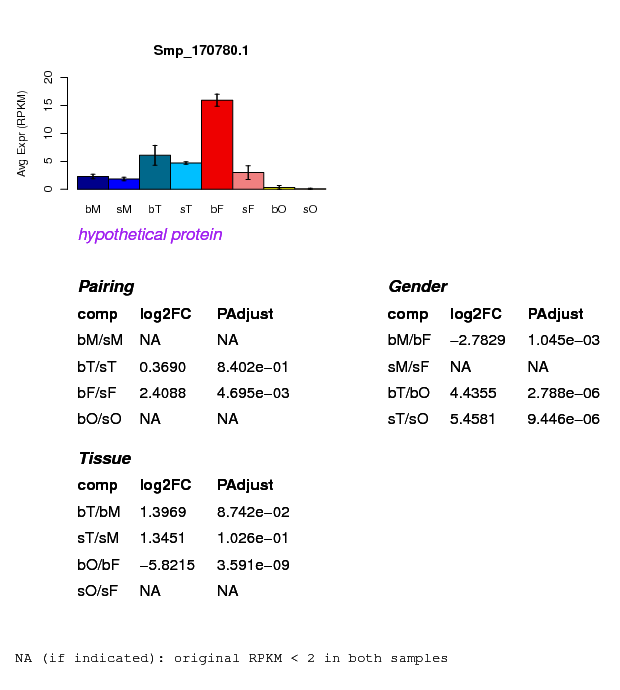 Smp_170780.1
Avg Expr (RPKM)
20
15
10
5
0
bM sM bT sT bF sF bO sO
hypothetical protein
Pairing
comp log2FC PAdjust
bM/sM NA NA
bT/sT 0.3690 8.402e−01
bF/sF 2.4088 4.695e−03
bO/sO NA NA
Gender
comp log2FC PAdjust
bM/bF −2.7829 1.045e−03
sM/sF NA NA
bT/bO 4.4355 2.788e−06
sT/sO 5.4581 9.446e−06
Tissue
comp log2FC PAdjust
bT/bM 1.3969 8.742e−02
sT/sM 1.3451 1.026e−01
bO/bF −5.8215 3.591e−09
sO/sF NA NA
NA (if indicated): original RPKM < 2 in both samples